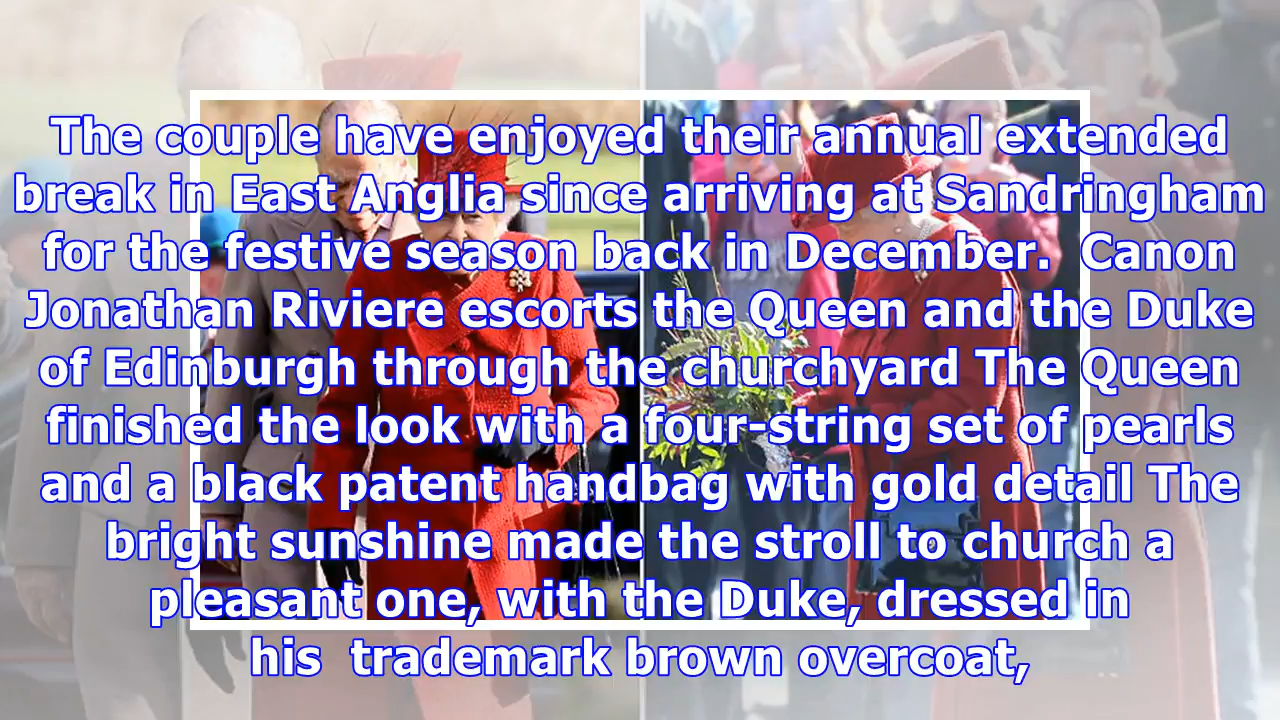 The couple have enjoyed their annual extended
break in East Anglia since arriving at Sandringham
for the festive season back in December.  Canon
Jonathan Riviere escorts the Queen and the Duke
of Edinburgh through the churchyard The Queen
finished the look with a four-string set of pearls
and a black patent handbag with gold detail The
bright sunshine made the stroll to church a
pleasant one, with the Duke, dressed in
his  trademark brown overcoat,